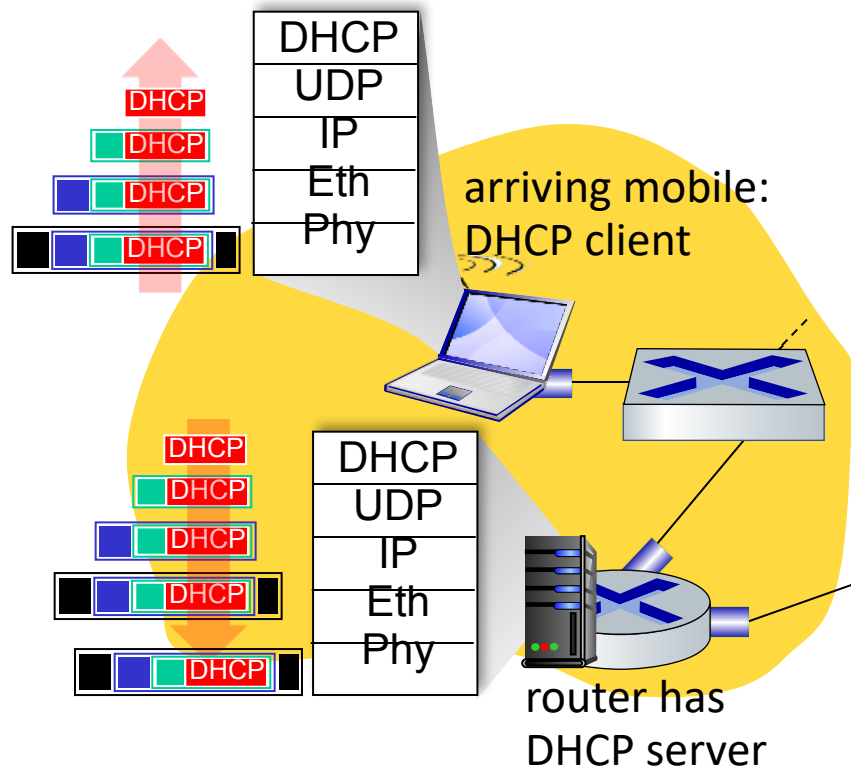 DHCP
UDP
IP
Eth
Phy
DHCP
DHCP
DHCP
DHCP
arriving mobile:
DHCP client
DHCP
UDP
IP
Eth
Phy
DHCP
DHCP
DHCP
DHCP
DHCP
router has
DHCP server